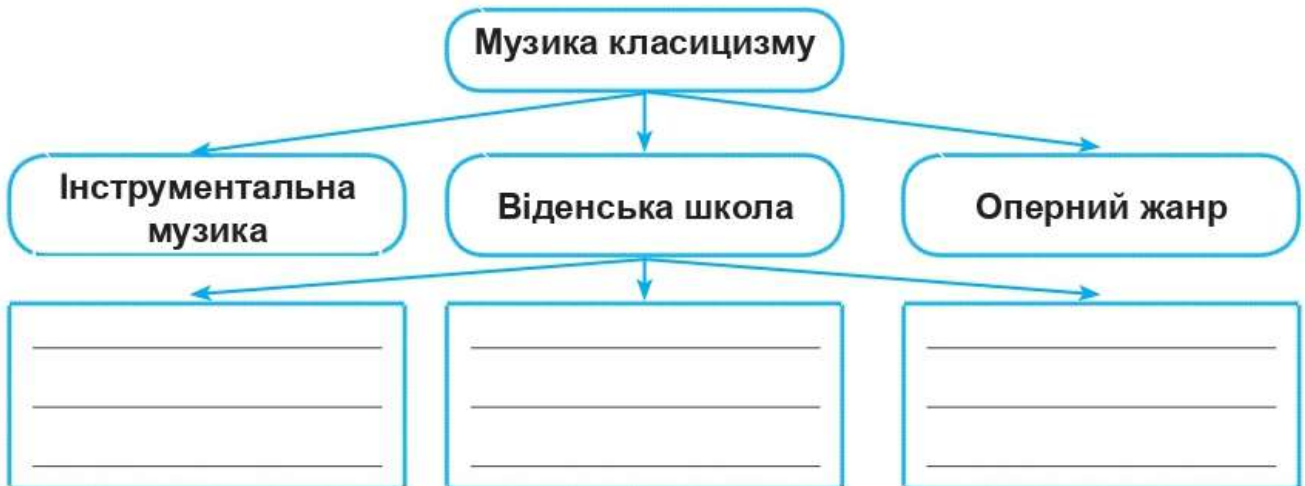 Музика класицизму
Інструментальна
музика
Віденська школа
Оперний жанр